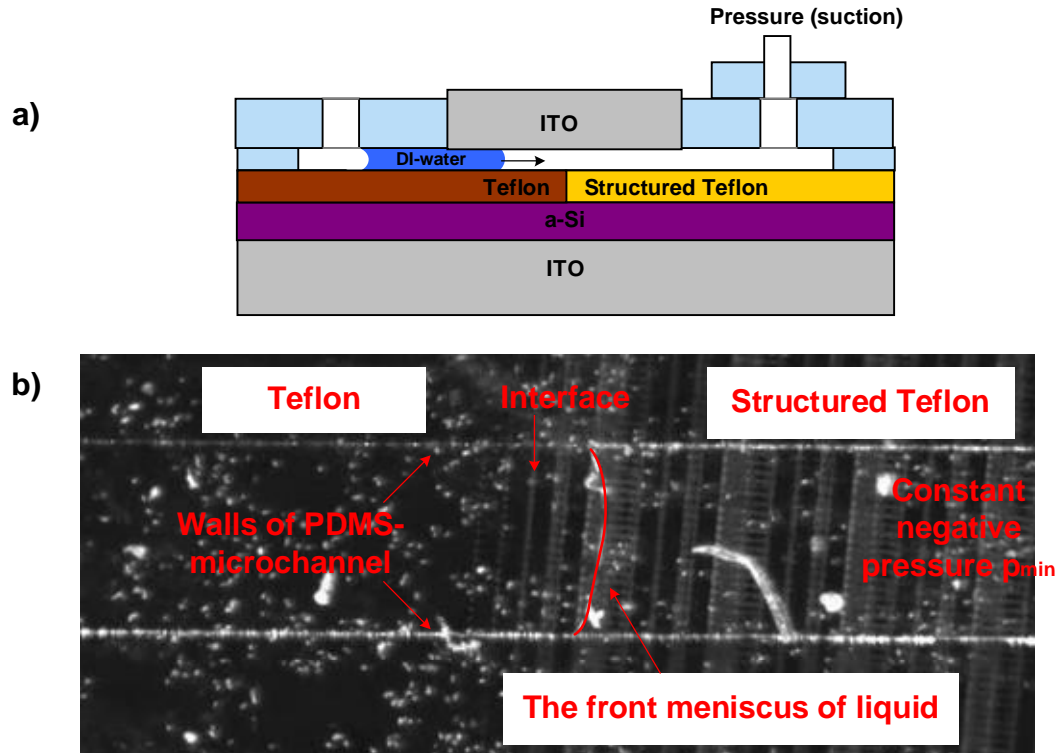 Pressure (suction)
a)
ITO
DI-water
Teflon
Structured Teflon
a-Si
ITO
b)
Teflon
Interface
Structured Teflon
Walls of PDMS-
microchannel
Constant
negative
pressure pmin
The front meniscus of liquid